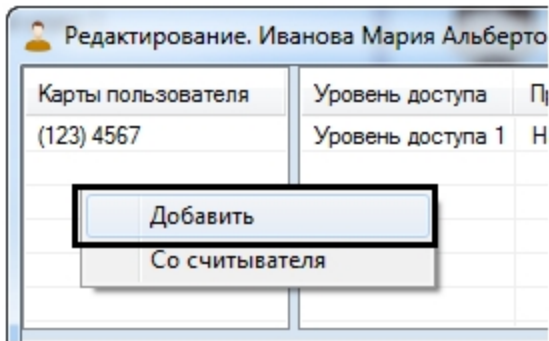 Редактирование. Иванова Мария Альберто
Карты пользователя Уровень доступа
(123) 4567 Уровень доступа 1 Н
Добавить
Со считывателя